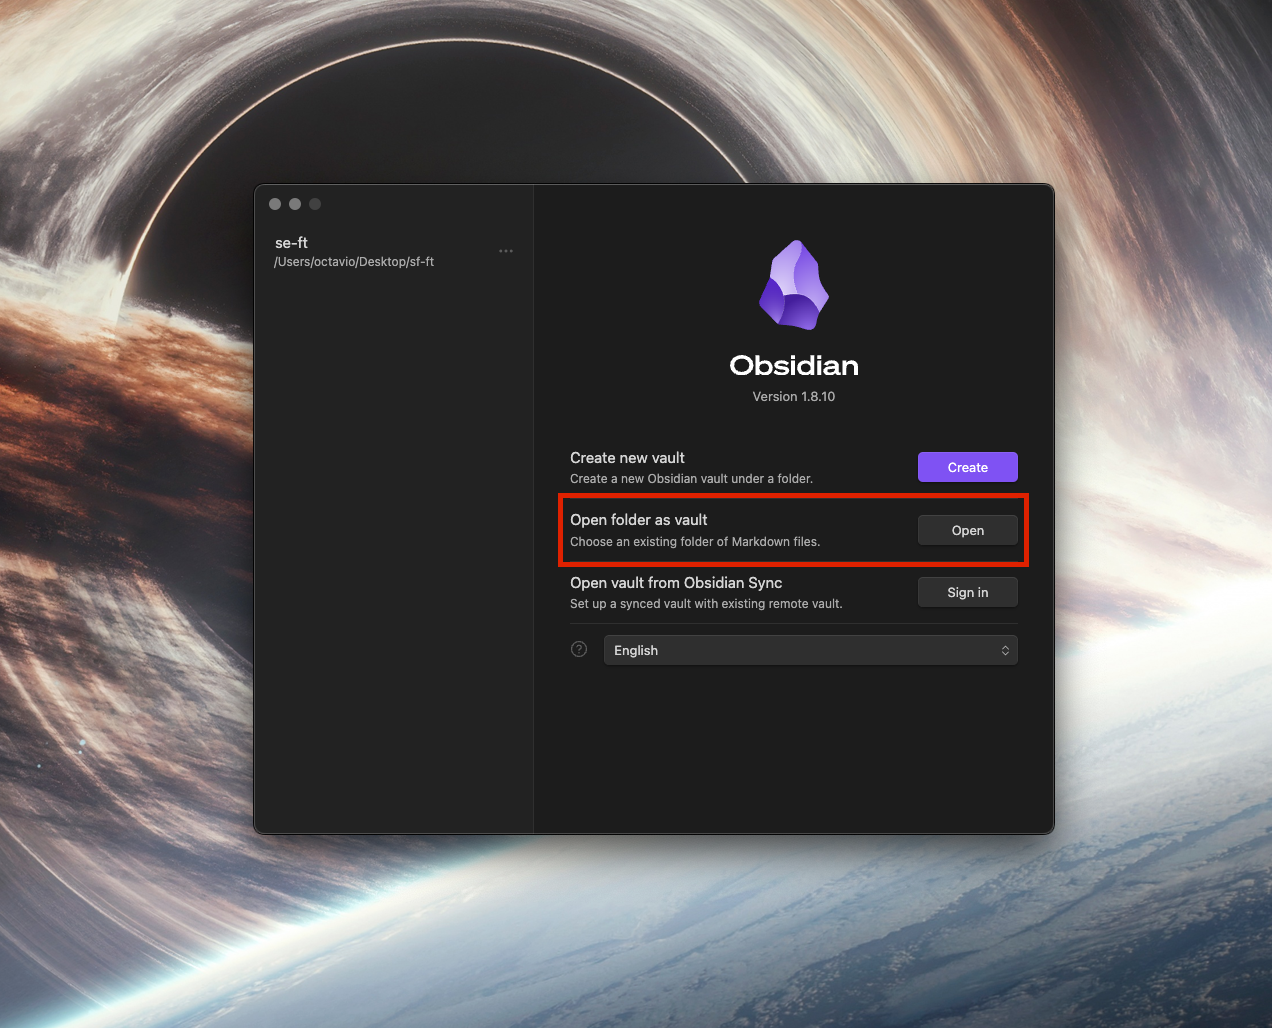 se-ft
/Users/octavio/Desktop/sf-ft
Obsidian
Version 1.8.10
Create new vault
Create a new Obsidian vault under a folder.
Create
Open folder as vault
Choose an existing folder of Markdown files.
Open
Open vault from Obsidian Sync
Set up a synced vault with existing remote vault.
Sign in
?
English